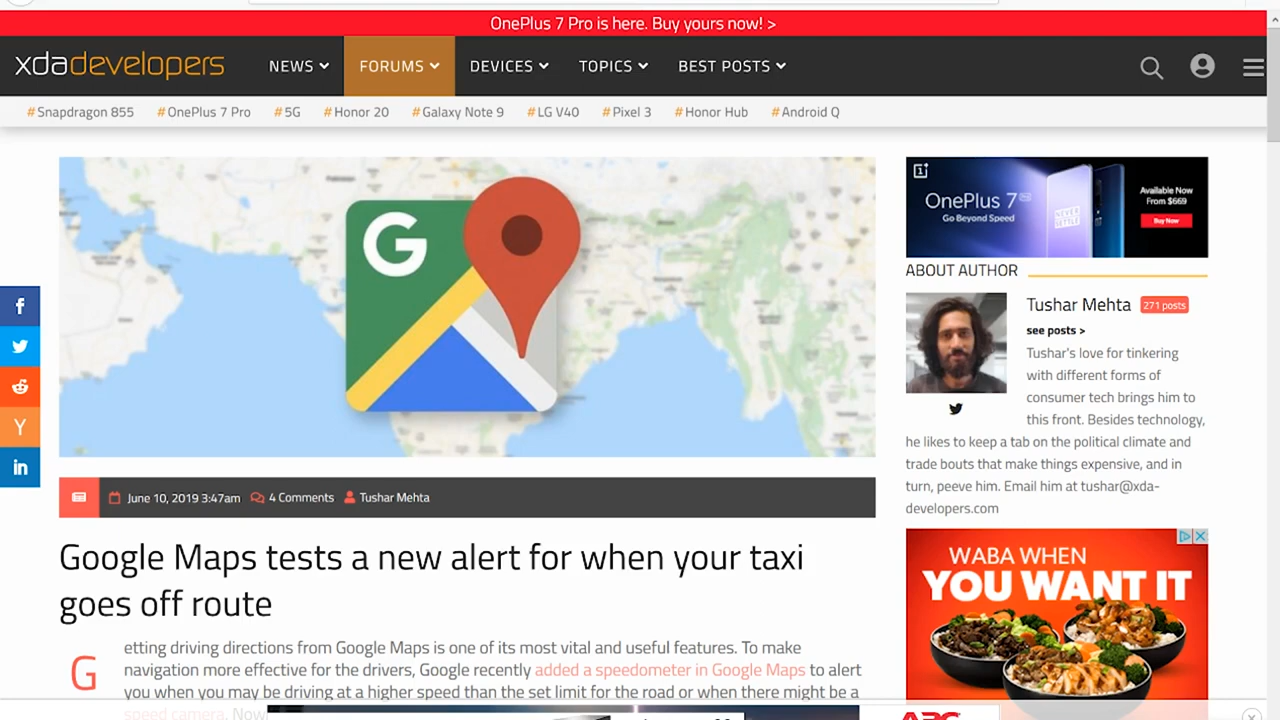 OnePlus 7 Pro is here. Buy yours now! >
xdadevelopers NEWS FORUMS DEVICES TOPICS BEST POSTS
#Snapdragon 855 #OnePlus 7 Pro #5G #Honor 20 #Galaxy Note 9 #LG V40 #Pixel 3 #Honor Hub #Android Q
G
OnePlus 7
Go Beyond Speed
Available Now
From $669
Buy Now
ABOUT AUTHOR
Tushar Mehta 271 posts
see posts >
Tushar's love for tinkering
with different forms of
consumer tech brings him to
this front. Besides technology,
he likes to keep a tab on the political climate and
trade bouts that make things expensive, and in
turn, peeve him. Email him at tushar@xda-
developers.com
June 10, 2019 3:47am 4 Comments Tushar Mehta
Google Maps tests a new alert for when your taxi
goes off route
Getting driving directions from Google Maps is one of its most vital and useful features. To make
navigation more effective for the drivers, Google recently added a speedometer in Google Maps to alert
you when you may be driving at a higher speed than the set limit for the road or when there might be a
speed camera. Now
WABA WHEN
YOU WANT IT